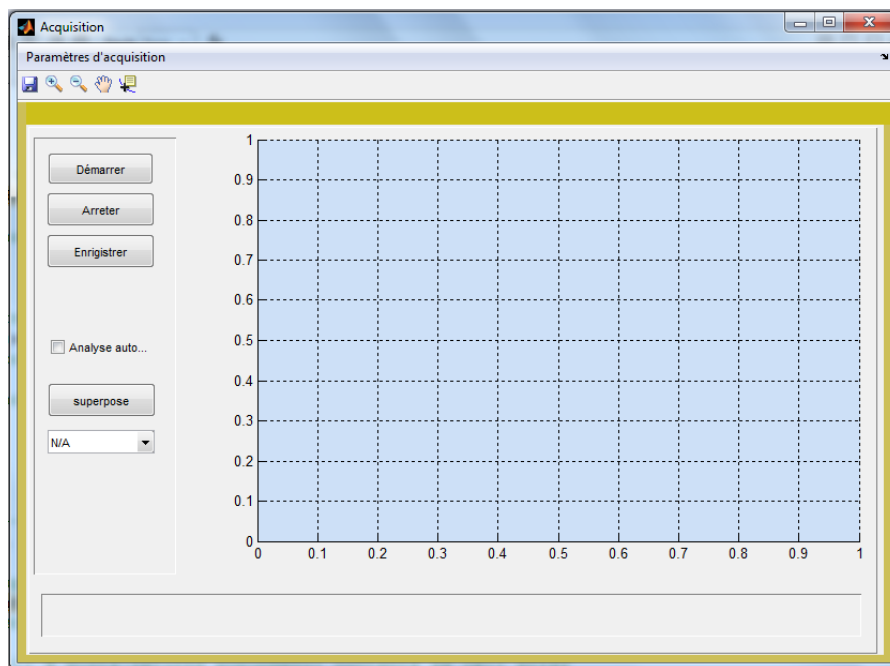 Acquisition
Paramètres d'acquisition
Démarrer
Arreter
Enrigistrer
Analyse auto...
superpose
N/A
1
0.9
0.8
0.7
0.6
0.5
0.4
0.3
0.2
0.1
0
0 0.1 0.2 0.3 0.4 0.5 0.6 0.7 0.8 0.9 1